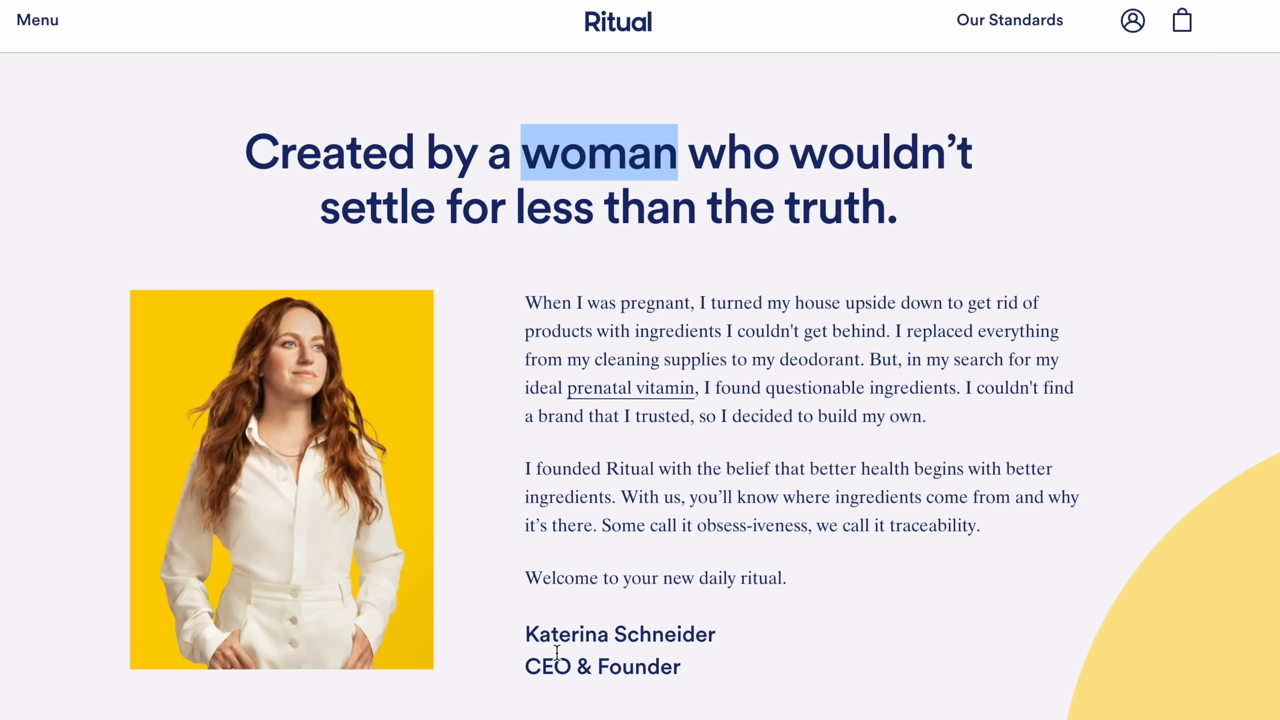 Menu
Ritual
Our Standards
Created by a woman who wouldn’t
settle for less than the truth.
When I was pregnant, I turned my house upside down to get rid of
products with ingredients I couldn't get behind. I replaced everything
from my cleaning supplies to my deodorant. But, in my search for my
ideal prenatal vitamin, I found questionable ingredients. I couldn't find
a brand that I trusted, so I decided to build my own.
I founded Ritual with the belief that better health begins with better
ingredients. With us, you’ll know where ingredients come from and why
it’s there. Some call it obsess-iveness, we call it traceability.
Welcome to your new daily ritual.
Katerina Schneider
CEO & Founder